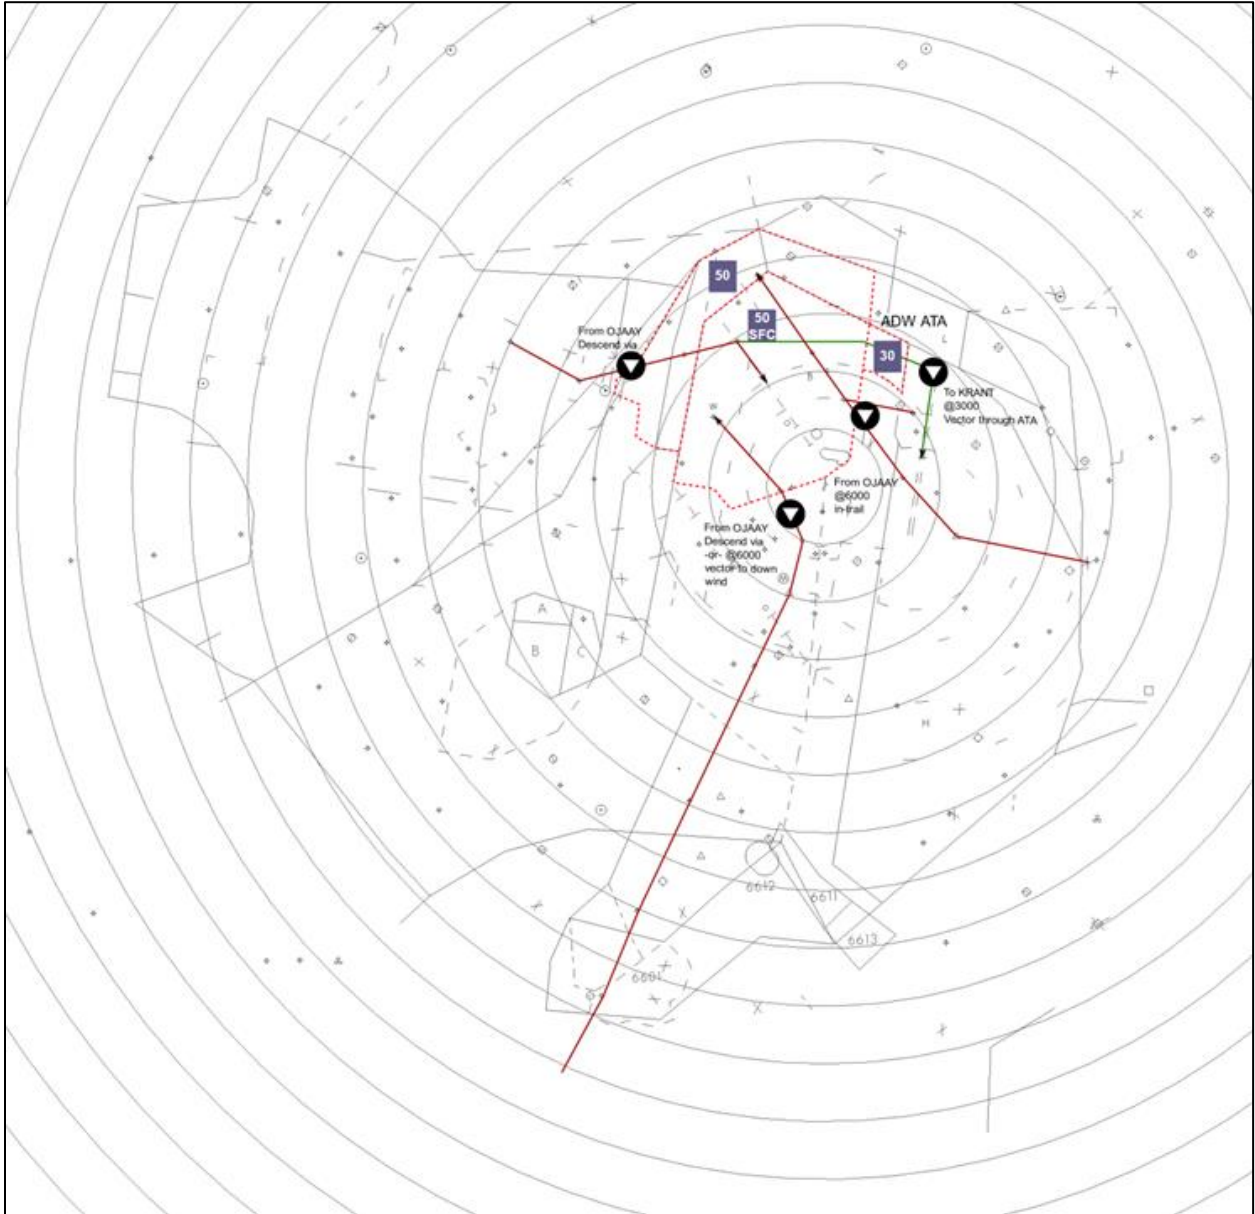 50
50
SFC
ADW ATA
30
From OJAAY
Descend via
To KRANT
@3000
Vector through ATA
From OJAAY
@6000
in-trail
From OJAAY
Descend via
-or- @6000
vector to down
wind
A
B
C
M
H
6612
6611
6613
6601